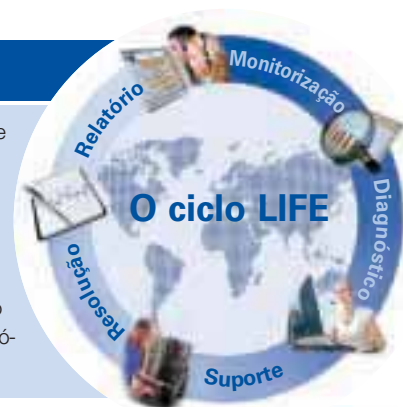 Monitorização
Diagnóstico
Suporte
Resolução
Relatório
O ciclo LIFE
e
o
ó-